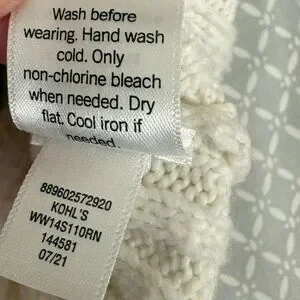 Wash before
wearing. Hand wash
cold. Only
non-chlorine bleach
when needed. Dry
flat. Cool iron if
needed.
889602572920
KOHL'S
WW14S110RN
144581
07/21